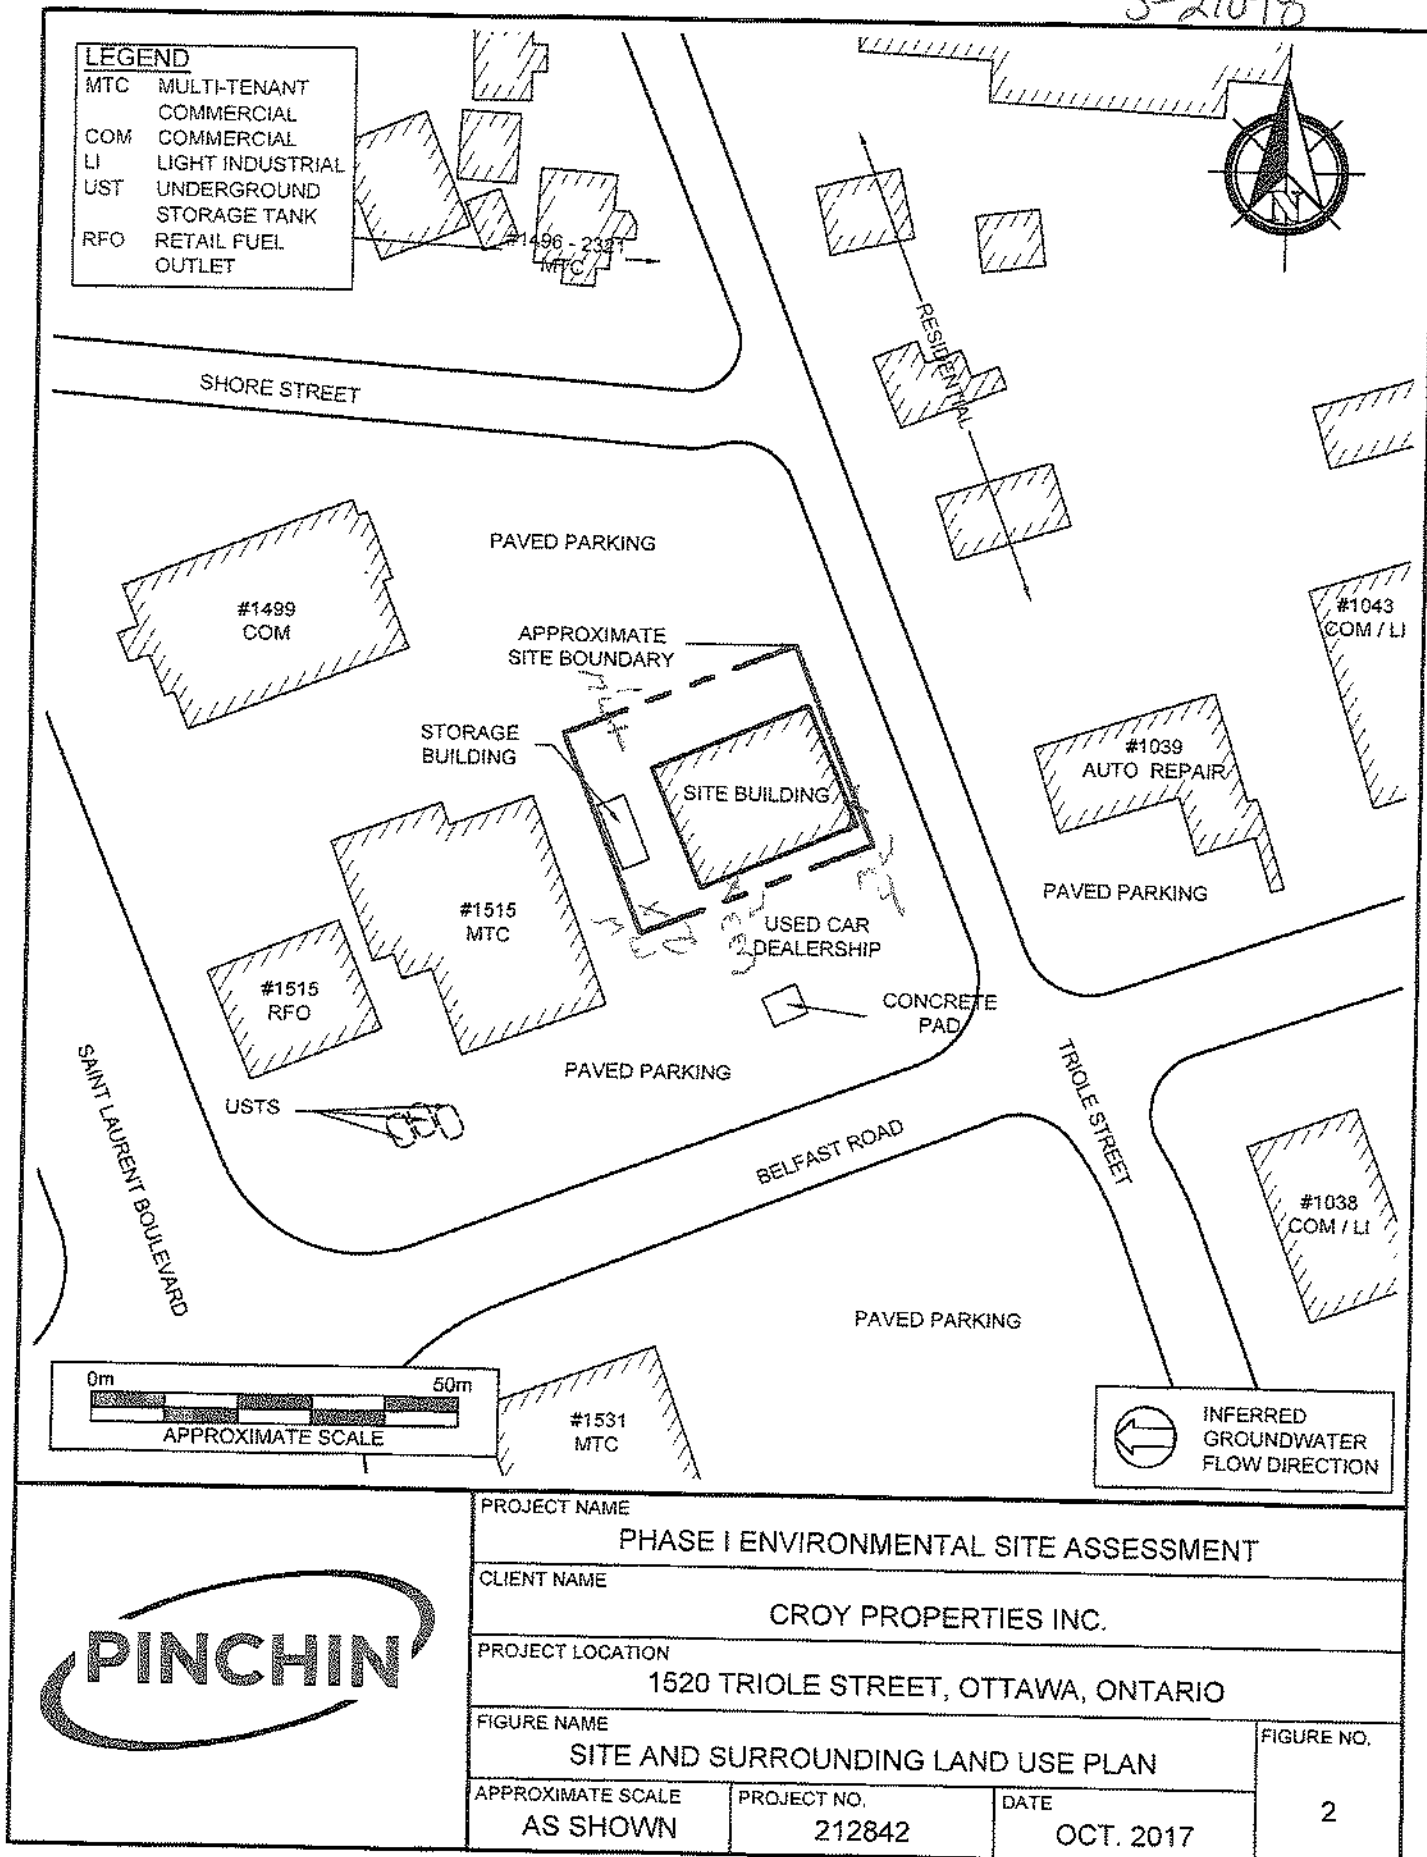 LEGEND
MTC MULTI-TENANT
COMMERCIAL
COM COMMERCIAL
LI LIGHT INDUSTRIAL
UST UNDERGROUND
STORAGE TANK
RFO RETAIL FUEL
OUTLET
#1496 - 2321
MTC
N
RESIDENTIAL
SHORE STREET
PAVED PARKING
#1499
COM
#1043
COM / LI
APPROXIMATE
SITE BOUNDARY
STORAGE
BUILDING
SITE BUILDING
#1039
AUTO REPAIR
PAVED PARKING
#1515
MTC
USED CAR
DEALERSHIP
#1515
RFO
CONCRETE
PAD
PAVED PARKING
USTS
SAINT LAURENT BOULEVARD
BELFAST ROAD
TRIOLE STREET
#1038
COM / LI
PAVED PARKING
0m 50m
APPROXIMATE SCALE
#1531
MTC
INFERRED
GROUNDWATER
FLOW DIRECTION
PINCHIN
PROJECT NAME
PHASE I ENVIRONMENTAL SITE ASSESSMENT
CLIENT NAME
CROY PROPERTIES INC.
PROJECT LOCATION
1520 TRIOLE STREET, OTTAWA, ONTARIO
FIGURE NAME
SITE AND SURROUNDING LAND USE PLAN
FIGURE NO.
2
APPROXIMATE SCALE
AS SHOWN
PROJECT NO.
212842
DATE
OCT. 2017